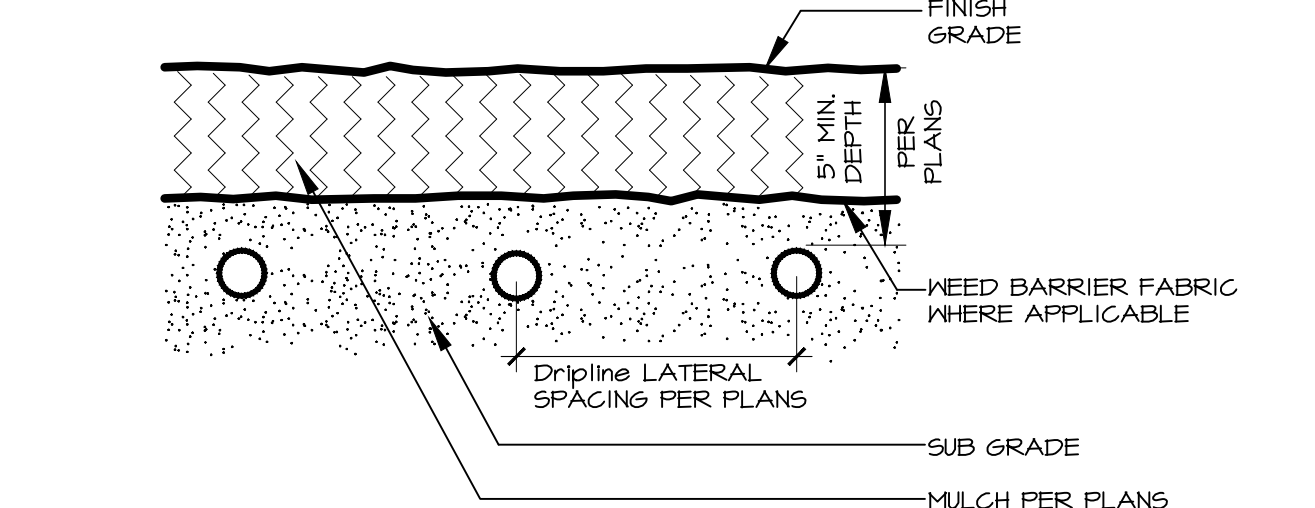 FINISH
GRADE
5" MIN.
DEPTH
PER
PLANS
WEED BARRIER FABRIC
WHERE APPLICABLE
Dripline LATERAL
SPACING PER PLANS
SUB GRADE
MULCH PER PLANS